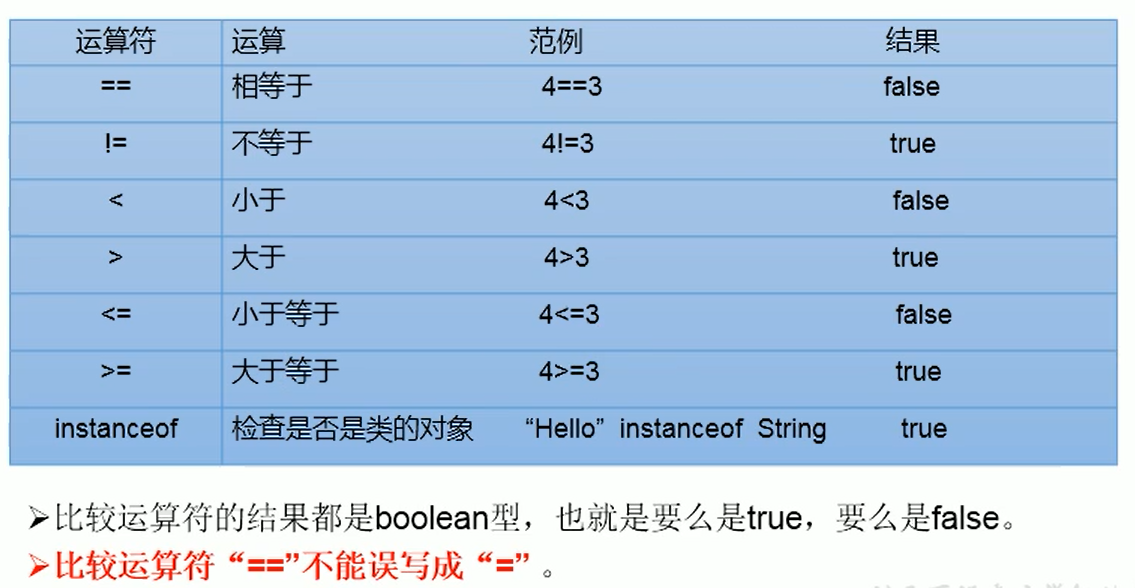 运算符 运算 范例 结果
== 相等于 4==3 false
!= 不等于 4!=3 true
< 小于 4<3 false
> 大于 4>3 true
<= 小于等于 4<=3 false
>= 大于等于 4>=3 true
instanceof 检查是否是类的对象 “Hello” instanceof String true
➢比较运算符的结果都是boolean型，也就是要么是true，要么是false。
➢比较运算符“==”不能误写成“=” 。